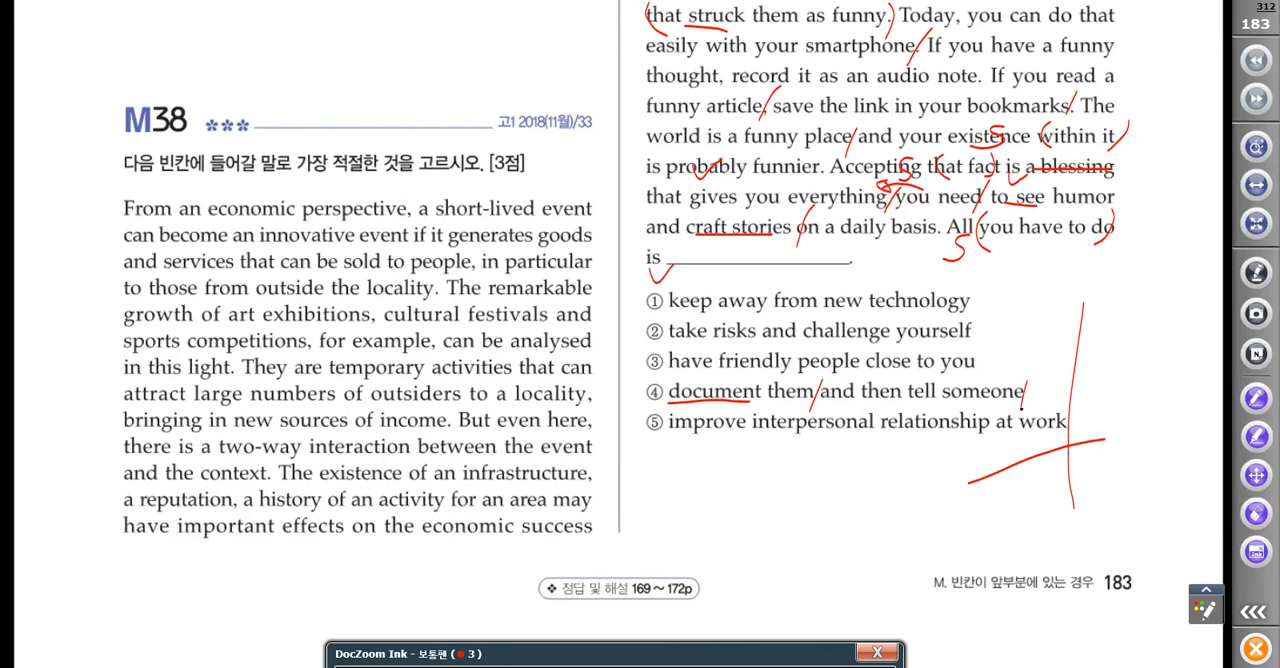 M38 ***
고1 2018(11월)/33
다음 빈칸에 들어갈 말로 가장 적절한 것을 고르시오. [3점]
From an economic perspective, a short-lived event
can become an innovative event if it generates goods
and services that can be sold to people, in particular
to those from outside the locality. The remarkable
growth of art exhibitions, cultural festivals and
sports competitions, for example, can be analysed
in this light. They are temporary activities that can
attract large numbers of outsiders to a locality,
bringing in new sources of income. But even here,
there is a two-way interaction between the event
and the context. The existence of an infrastructure,
a reputation, a history of an activity for an area may
have important effects on the economic success
that struck them as funny. Today, you can do that
easily with your smartphone. If you have a funny
thought, record it as an audio note. If you read a
funny article, save the link in your bookmarks. The
world is a funny place and your existence within it
is probably funnier. Accepting that fact is a blessing
that gives you everything you need to see humor
and craft stories on a daily basis. All you have to do
is ____________________.
① keep away from new technology
② take risks and challenge yourself
③ have friendly people close to you
④ document them and then tell someone
⑤ improve interpersonal relationship at work
❖ 정답 및 해설 169～172p
M. 빈칸이 앞부분에 있는 경우 183
DocZoom Ink - 보통펜 ( 3 )
X
312
183
S
S
S
S
N
Ink